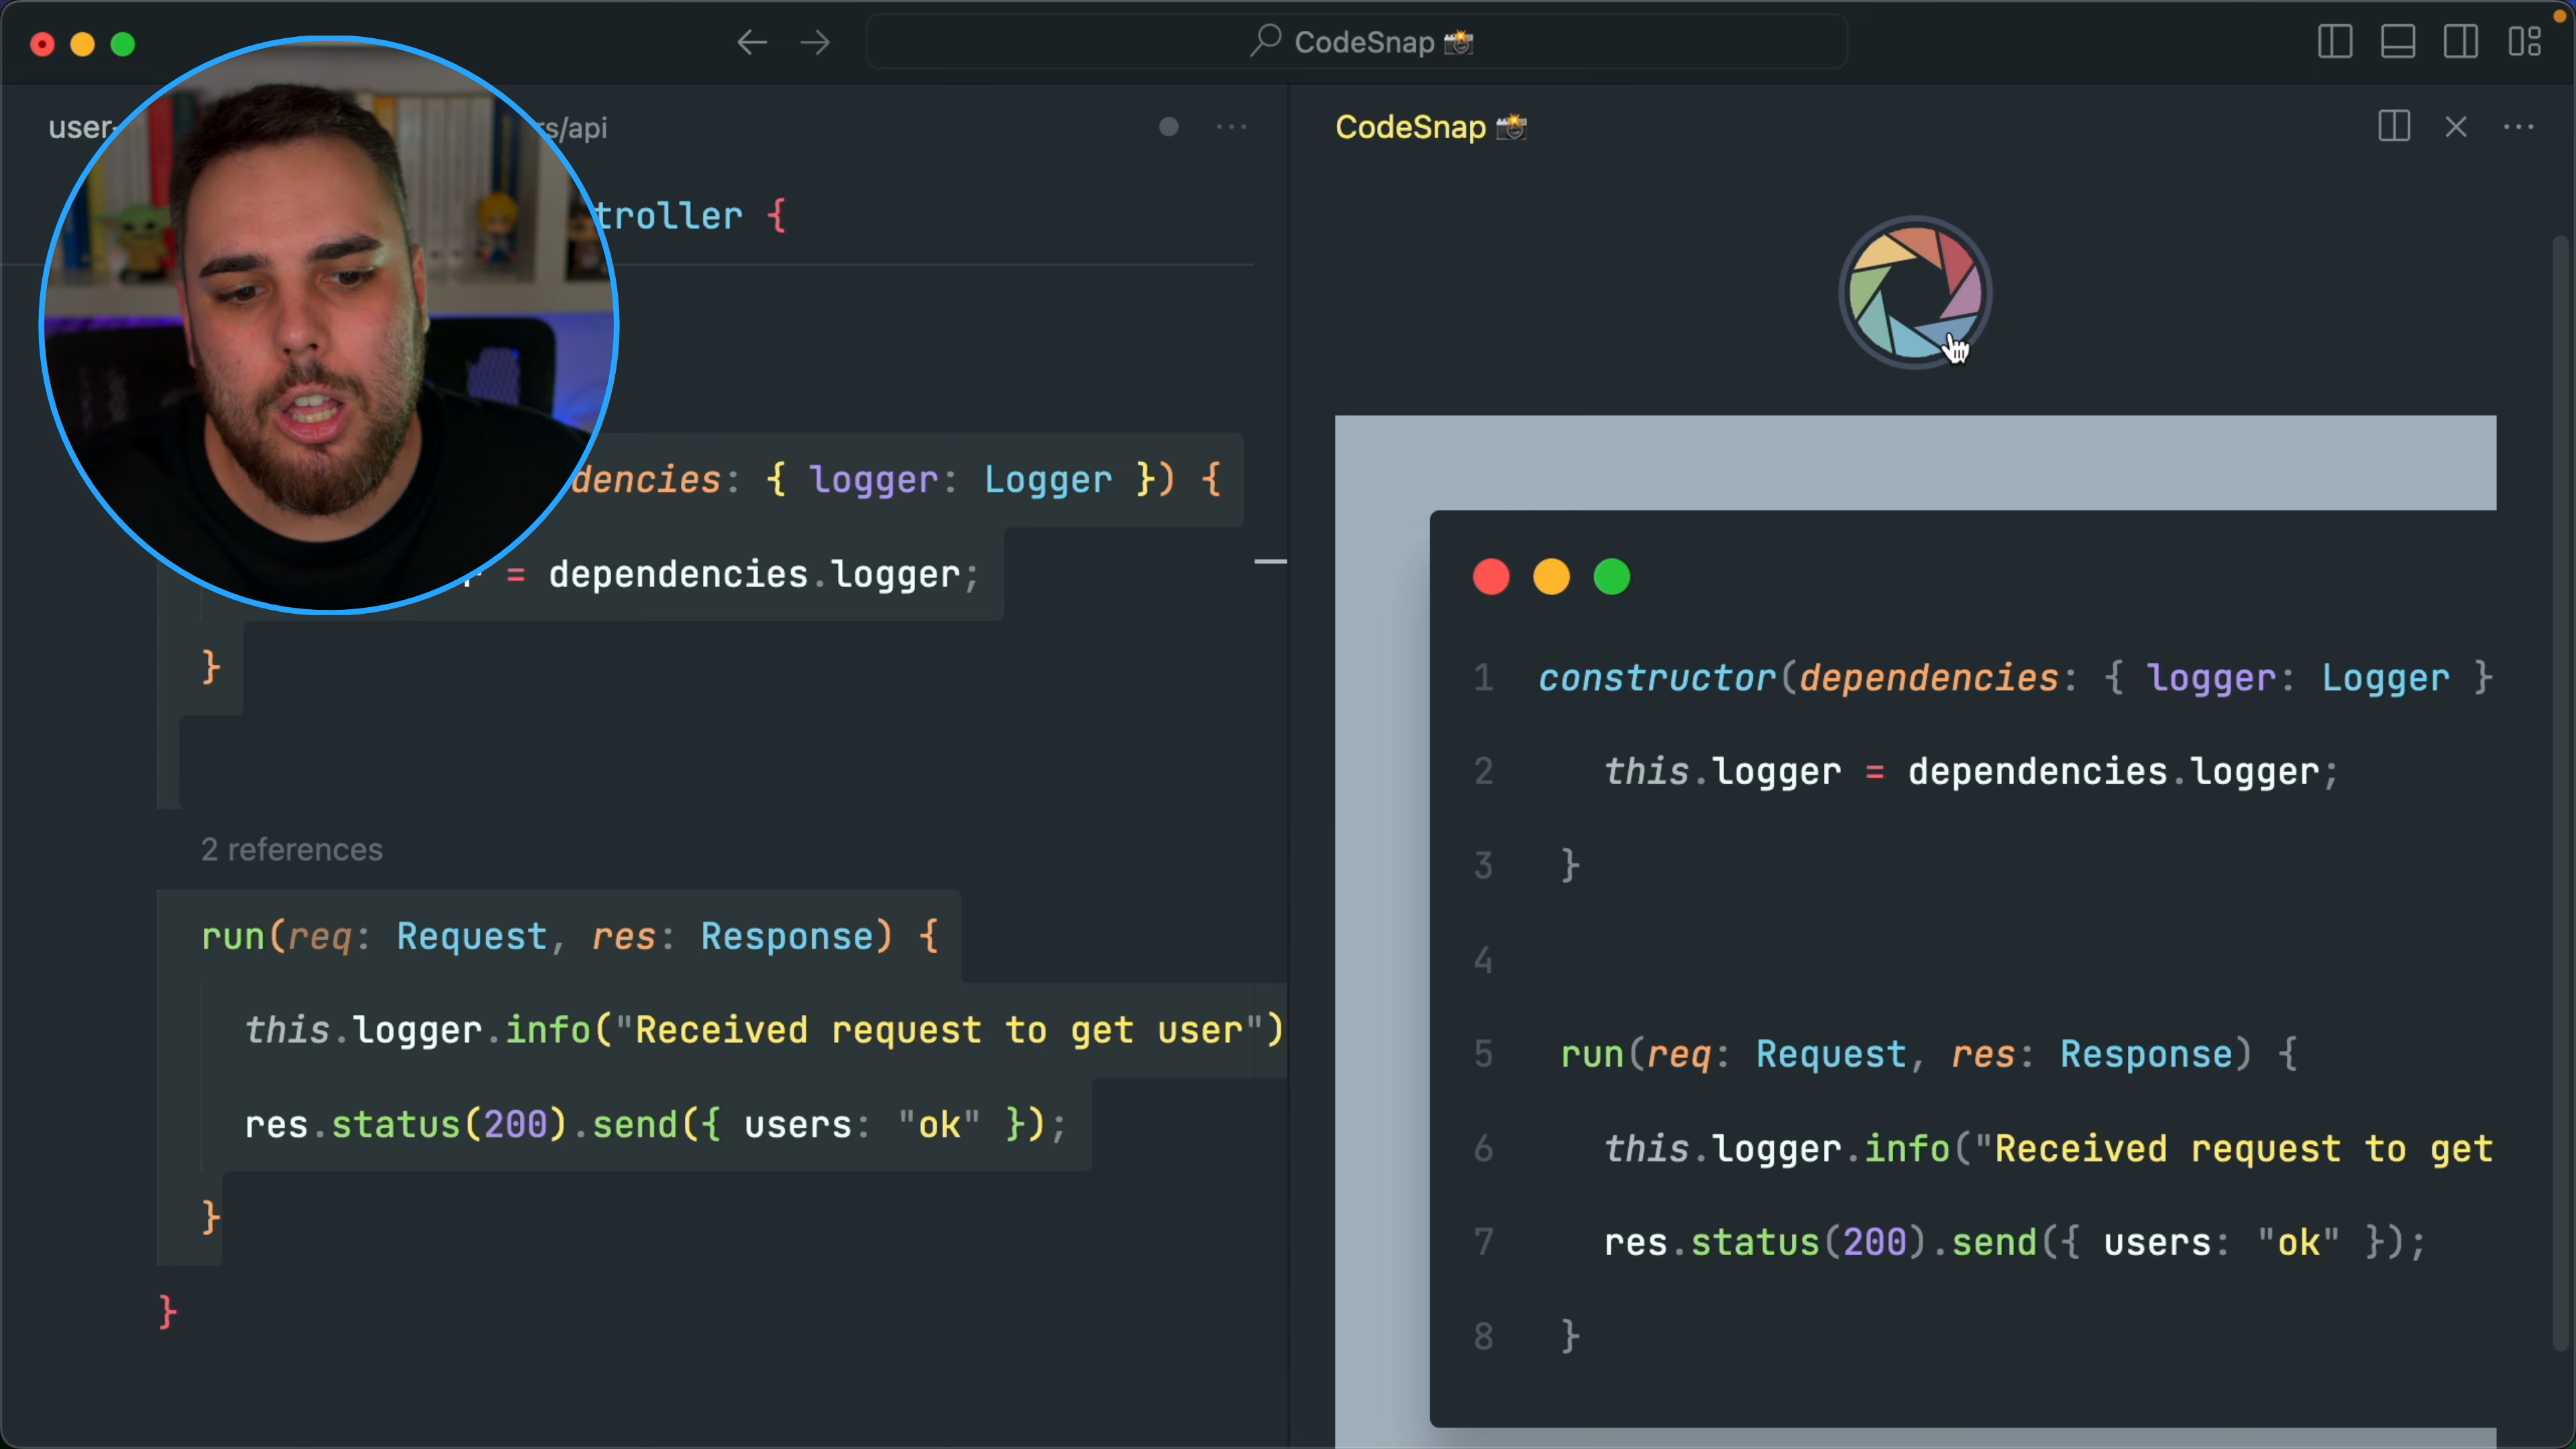 CodeSnap 📸
user- rs/api
CodeSnap 📸
troller {
dencies: { logger: Logger }) {
= dependencies.logger;
}
2 references
run(req: Request, res: Response) {
this.logger.info("Received request to get user")
res.status(200).send({ users: "ok" });
}
}
1 constructor(dependencies: { logger: Logger }
2 this.logger = dependencies.logger;
3 }
4
5 run(req: Request, res: Response) {
6 this.logger.info("Received request to get
7 res.status(200).send({ users: "ok" });
8 }